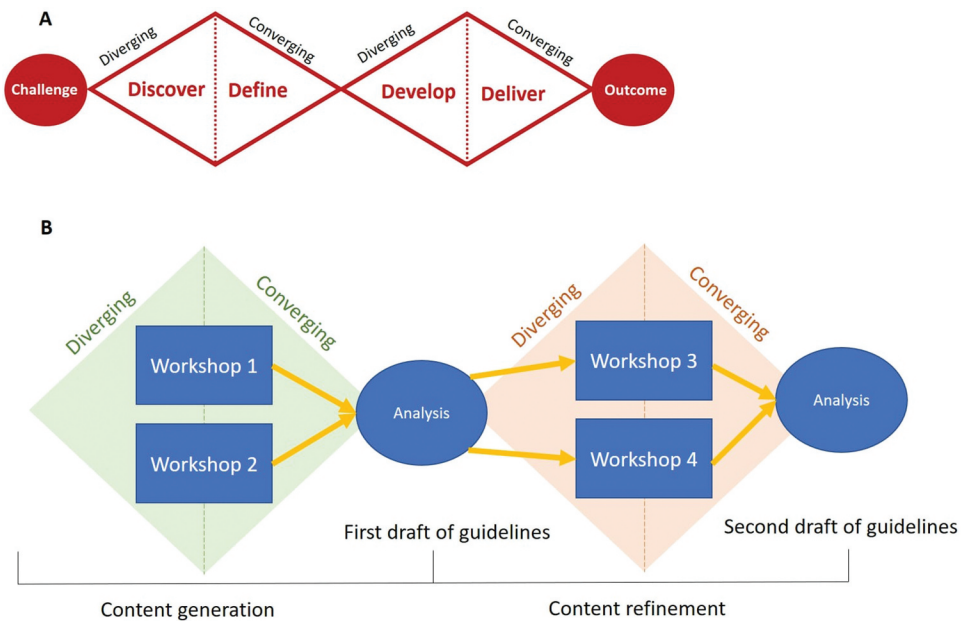 A
Diverging
Converging
Diverging
Converging
Challenge
Discover
Define
Develop
Deliver
Outcome
B
Diverging
Converging
Diverging
Converging
Workshop 1
Workshop 2
Analysis
Workshop 3
Workshop 4
Analysis
First draft of guidelines
Second draft of guidelines
Content generation
Content refinement